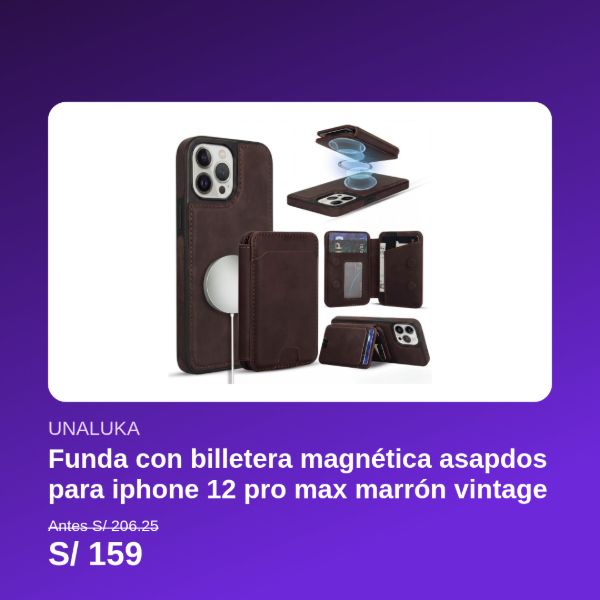 UNALUKA
Funda con billetera magnética asapdos
para iphone 12 pro max marrón vintage
Antes S/ 206.25
S/ 159